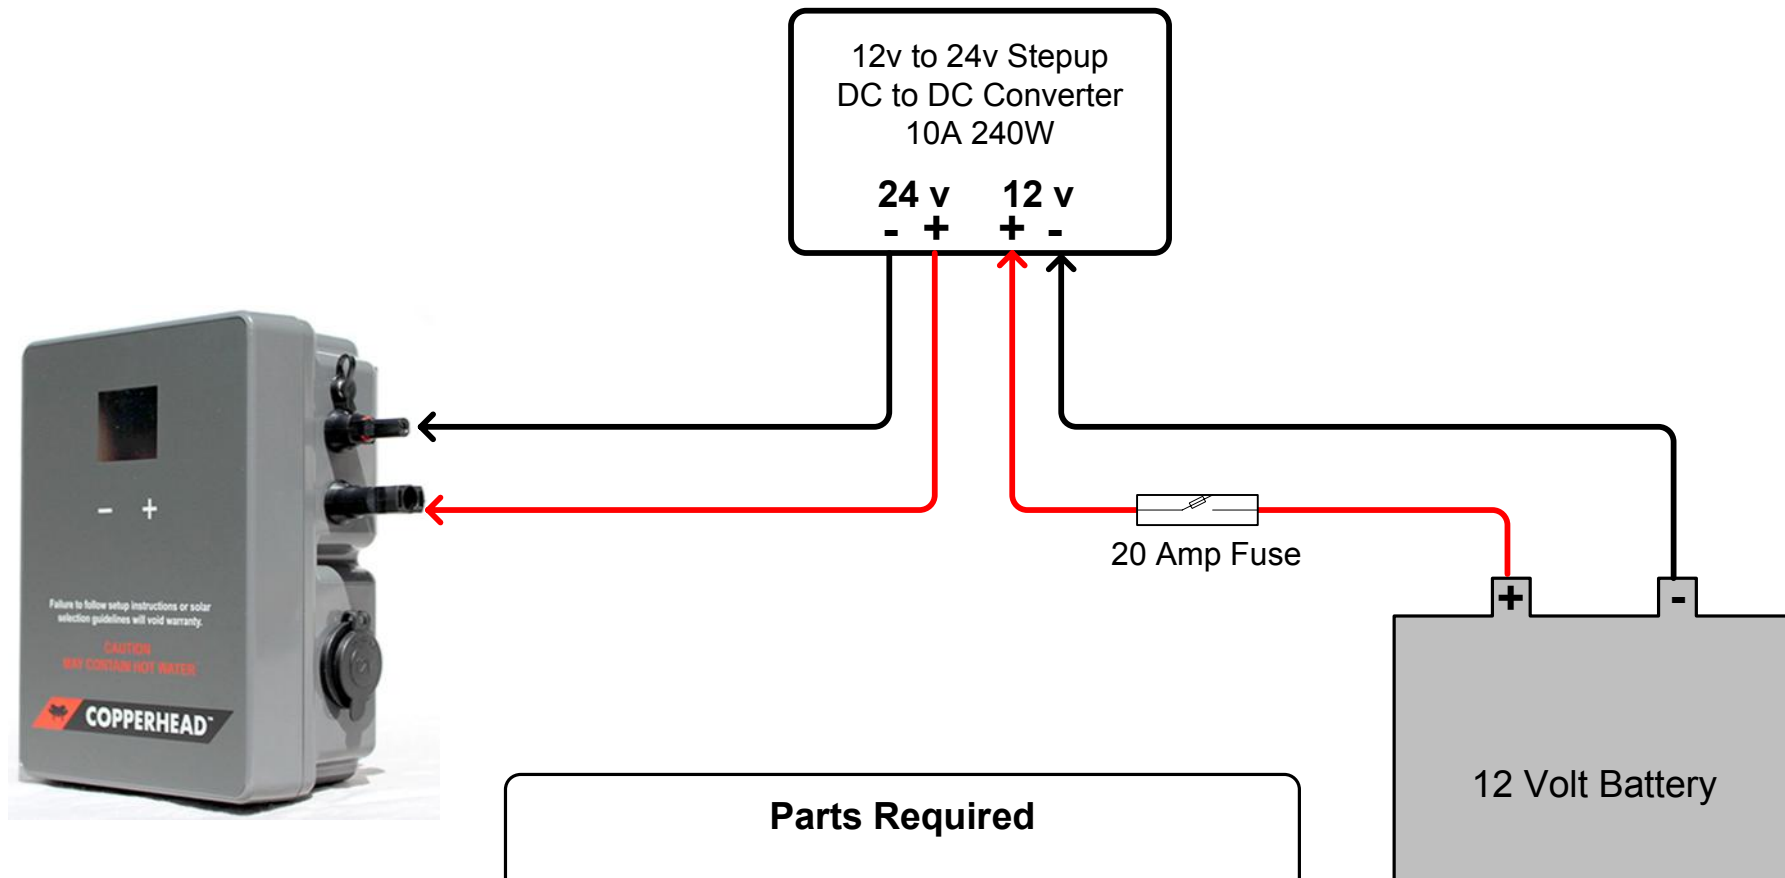 12v to 24v Stepup
DC to DC Converter
10A 240W
24 v 12 v
- + + -
- +
Failure to follow setup instructions or solar
selection guidelines will void warranty.
CAUTION
MAY CONTAIN HOT WATER
COPPERHEAD™
20 Amp Fuse
+ -
12 Volt Battery
Parts Required